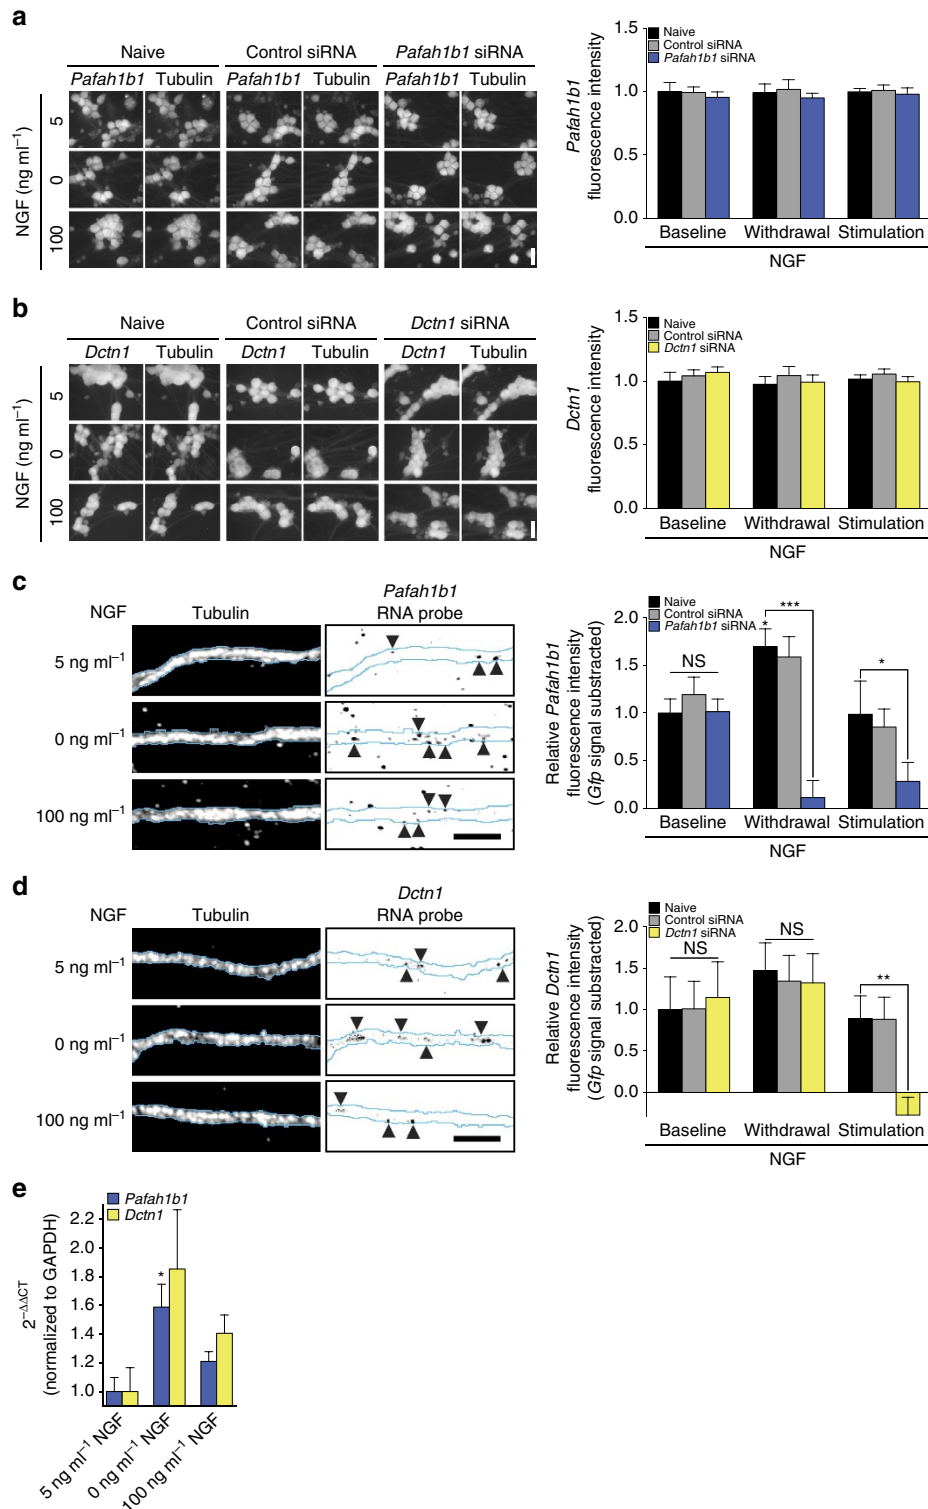 a
Naive Control siRNA Pafah1b1 siRNA
Pafah1b1 Tubulin Pafah1b1 Tubulin Pafah1b1 Tubulin
NGF (ng ml⁻¹)
5
0
100
Pafah1b1
fluorescence intensity
1.5
1.0
0.5
0.0
Naive
Control siRNA
Pafah1b1 siRNA
Baseline Withdrawal Stimulation
NGF
b
Naive Control siRNA Dctn1 siRNA
Dctn1 Tubulin Dctn1 Tubulin Dctn1 Tubulin
NGF (ng ml⁻¹)
5
0
100
Dctn1
fluorescence intensity
1.5
1.0
0.5
0.0
Naive
Control siRNA
Dctn1 siRNA
Baseline Withdrawal Stimulation
NGF
c
NGF Tubulin Pafah1b1
RNA probe
5 ng ml⁻¹
0 ng ml⁻¹
100 ng ml⁻¹
Relative Pafah1b1
fluorescence intensity
(Gfp signal substracted)
2.0
1.5
1.0
0.5
0.0
Naive
Control siRNA
Pafah1b1 siRNA
NS
*
***
*
Baseline Withdrawal Stimulation
NGF
d
NGF Tubulin Dctn1
RNA probe
5 ng ml⁻¹
0 ng ml⁻¹
100 ng ml⁻¹
Relative Dctn1
fluorescence intensity
(Gfp signal substracted)
2.0
1.5
1.0
0.5
0.0
Naive
Control siRNA
Dctn1 siRNA
NS
NS
**
Baseline Withdrawal Stimulation
NGF
e
Pafah1b1
Dctn1
2⁻ΔΔCT
(normalized to GAPDH)
2.2
2.0
1.8
1.6
1.4
1.2
1.0
*
5 ng ml⁻¹ NGF
0 ng ml⁻¹ NGF
100 ng ml⁻¹ NGF